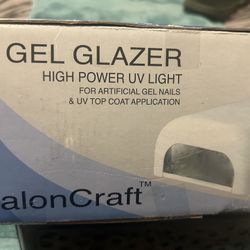 GEL GLAZER
HIGH POWER UV LIGHT
FOR ARTIFICIAL GEL NAILS
& UV TOP COAT APPLICATION
alonCraft™